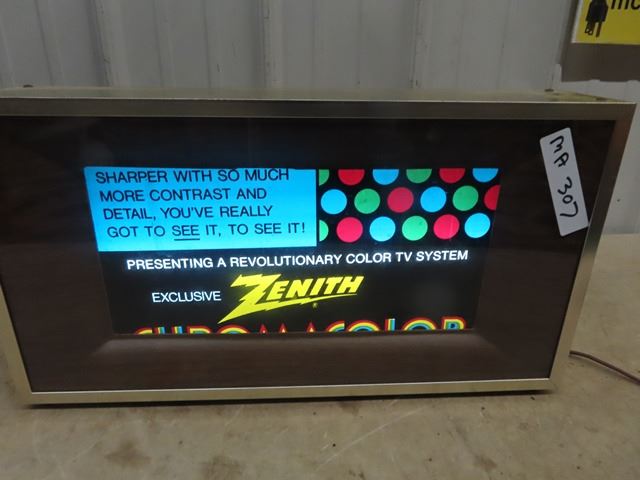 SHARPER WITH SO MUCH
MORE CONTRAST AND
DETAIL, YOU'VE REALLY
GOT TO SEE IT, TO SEE IT!
PRESENTING A REVOLUTIONARY COLOR TV SYSTEM
EXCLUSIVE ZENITH®
CHROMACOLOR
MA 307